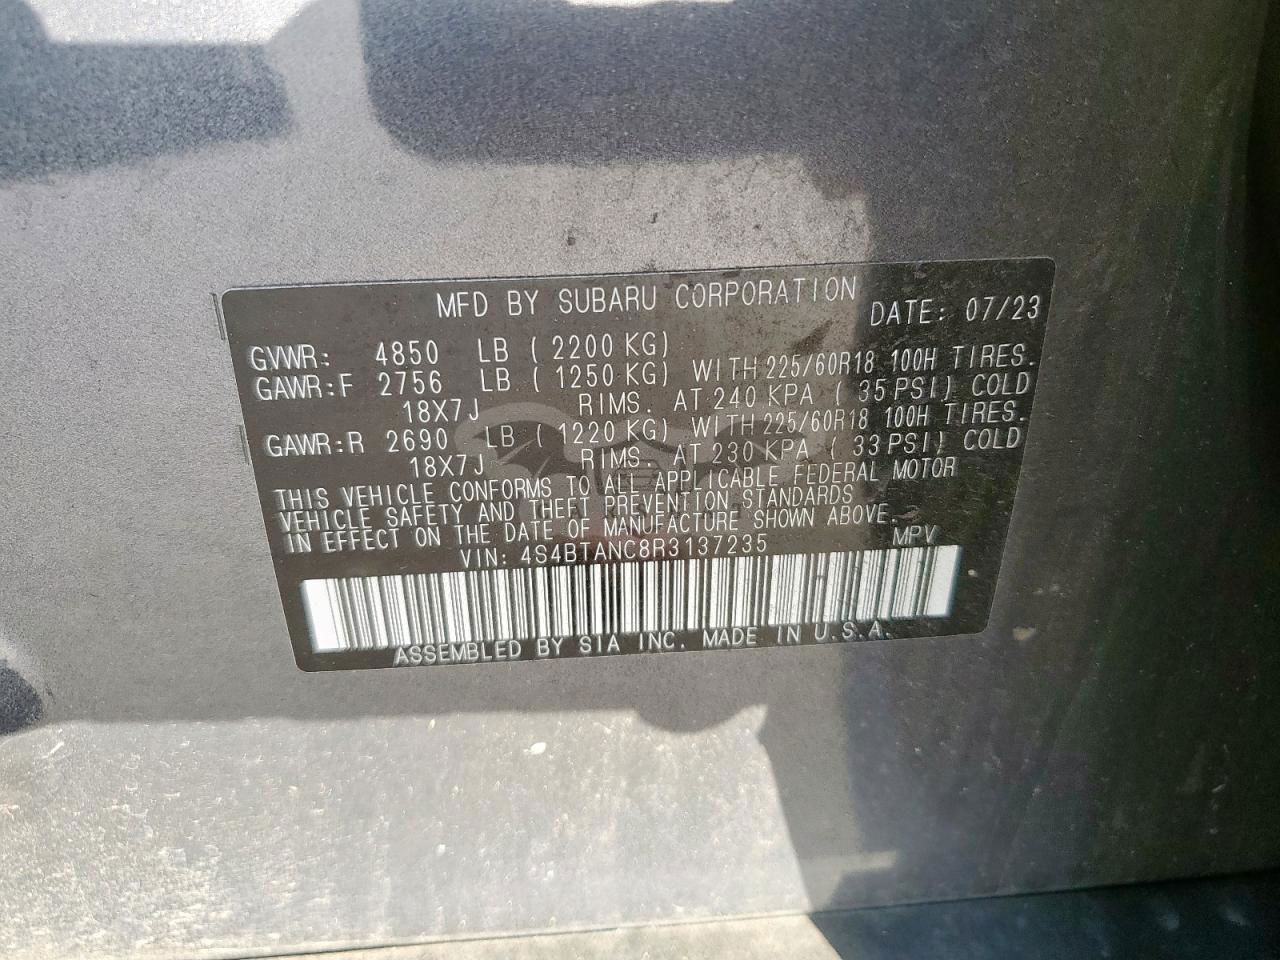 MFD BY SUBARU CORPORATION DATE: 07/23
GVWR: 4850 LB ( 2200 KG)
GAWR:F 2756 LB ( 1250 KG) WITH 225/60R18 100H TIRES.
18X7J RIMS. AT 240 KPA ( 35 PSI) COLD
GAWR:R 2690 LB ( 1220 KG) WITH 225/60R18 100H TIRES.
18X7J RIMS. AT 230 KPA ( 33 PSI) COLD
THIS VEHICLE CONFORMS TO ALL APPLICABLE FEDERAL MOTOR
VEHICLE SAFETY AND THEFT PREVENTION STANDARDS
IN EFFECT ON THE DATE OF MANUFACTURE SHOWN ABOVE.
VIN: 4S4BTANC8R3137235 MPV
ASSEMBLED BY SIA INC. MADE IN U.S.A.